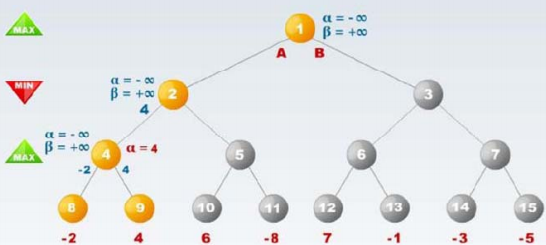 MAX
1
α = - ∞
β = +∞
A B
MIN
α = - ∞
β = +∞
4
2
3
MAX
α = - ∞
β = +∞
4
α = 4
-2 4
5
6
7
8 9 10 11 12 13 14 15
-2 4 6 -8 7 -1 -3 -5